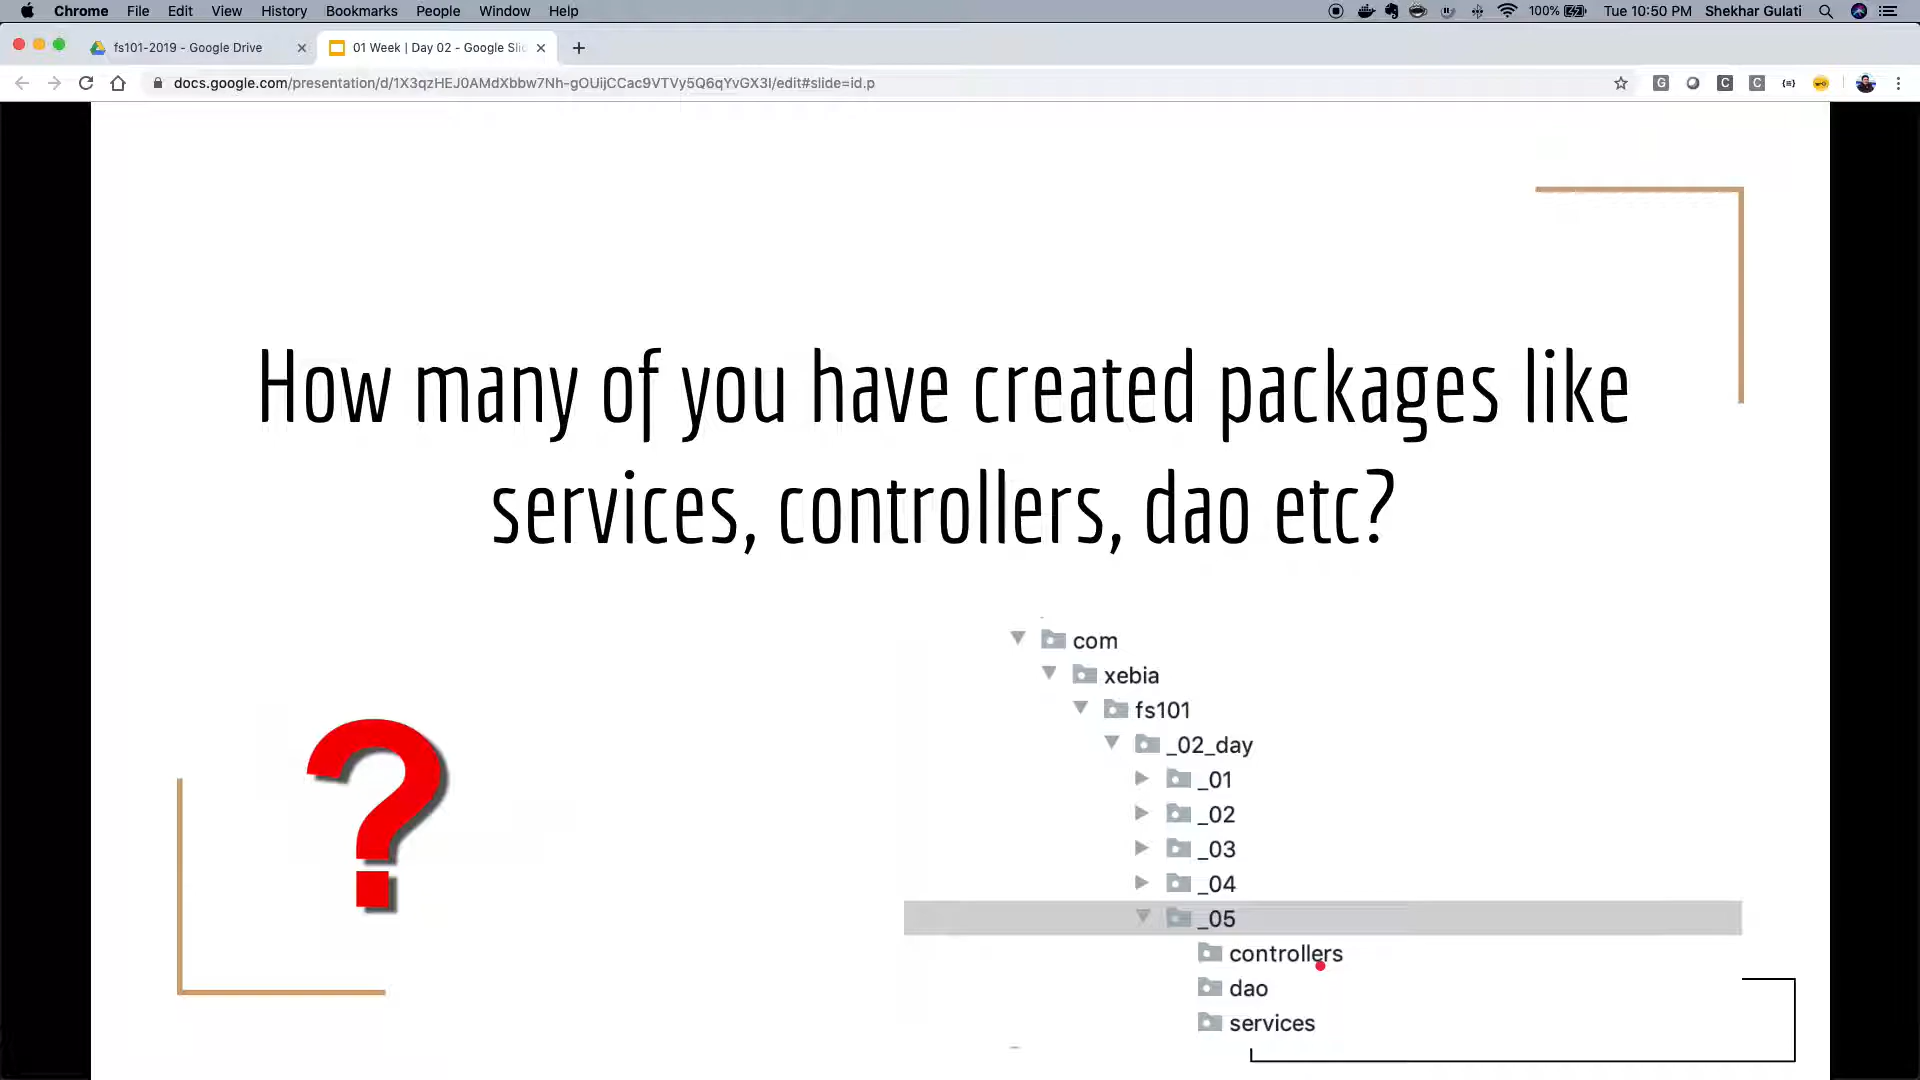 Chrome File Edit View History Bookmarks People Window Help 100% Tue 10:50 PM Shekhar Gulati
fs101-2019 - Google Drive 01 Week | Day 02 - Google Slid
docs.google.com/presentation/d/1X3qzHEJ0AMdXbbw7Nh-gOUijCCac9VTVy5Q6qYvGX3I/edit#slide=id.p
How many of you have created packages like
services, controllers, dao etc?
com
xebia
fs101
_02_day
_01
_02
_03
_04
_05
controllers
dao
services
?